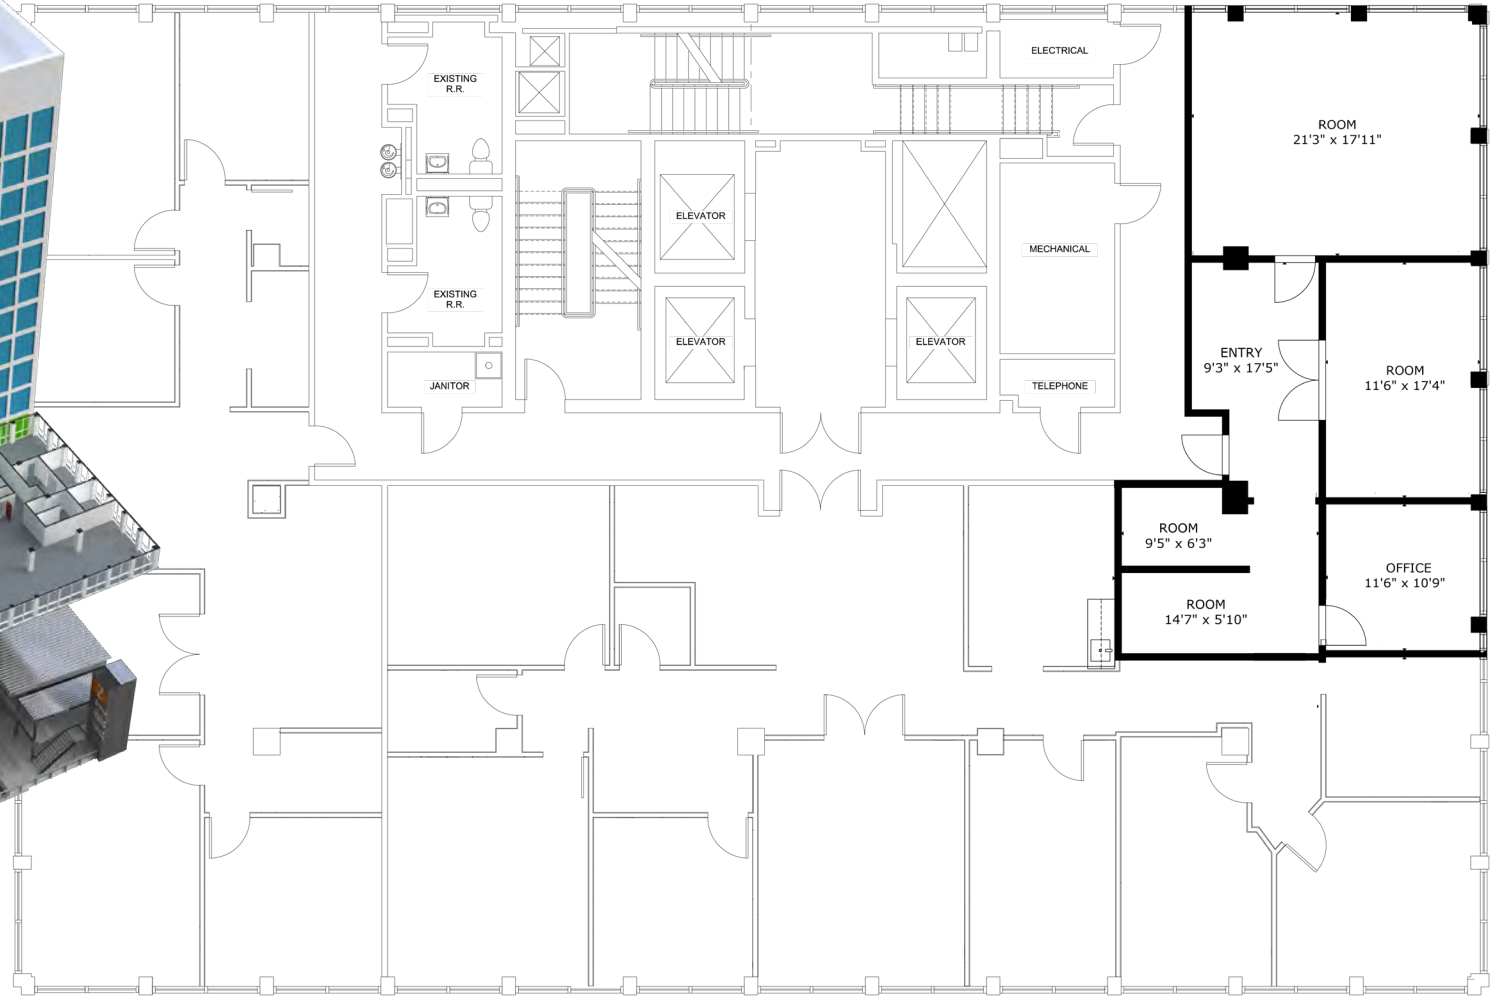 ELECTRICAL
EXISTING
R.R.
ROOM
21'3" x 17'11"
ELEVATOR
MECHANICAL
EXISTING
R.R.
ELEVATOR
ELEVATOR
ENTRY
9'3" x 17'5"
ROOM
11'6" x 17'4"
JANITOR
TELEPHONE
ROOM
9'5" x 6'3"
OFFICE
11'6" x 10'9"
ROOM
14'7" x 5'10"